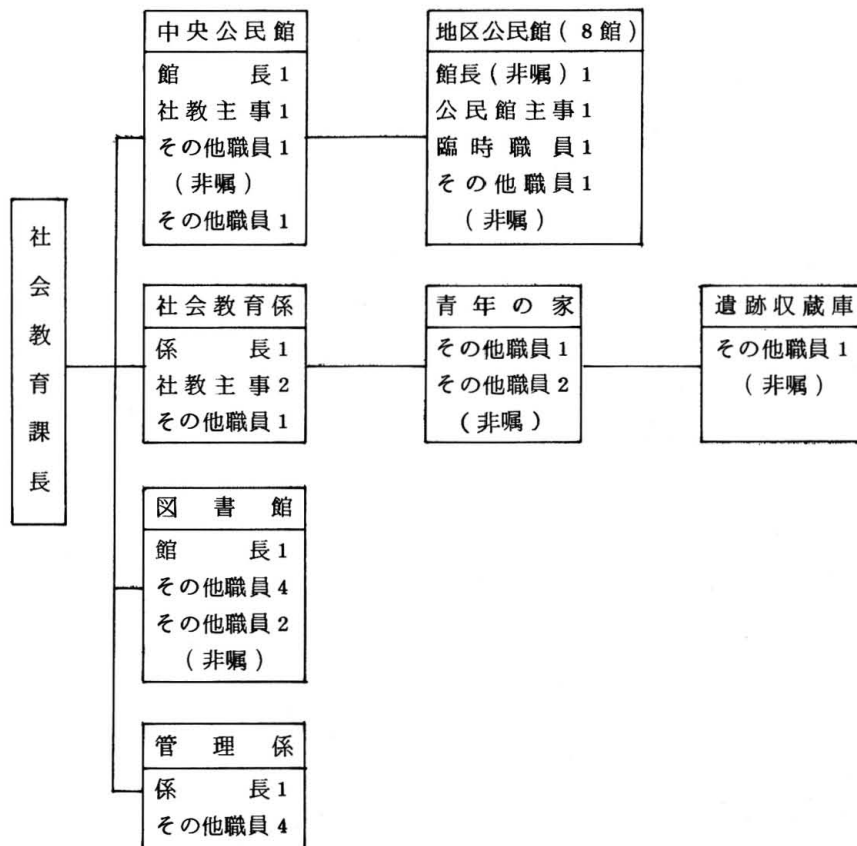 社会教育課長
中央公民館
館長1
社教主事1
その他職員1
(非嘱)
その他職員1
地区公民館(8館)
館長(非嘱)1
公民館主事1
臨時職員1
その他職員1
(非嘱)
社会教育係
係長1
社教主事2
その他職員1
青年の家
その他職員1
その他職員2
(非嘱)
遺跡収蔵庫
その他職員1
(非嘱)
図書館
館長1
その他職員4
その他職員2
(非嘱)
管理係
係長1
その他職員4